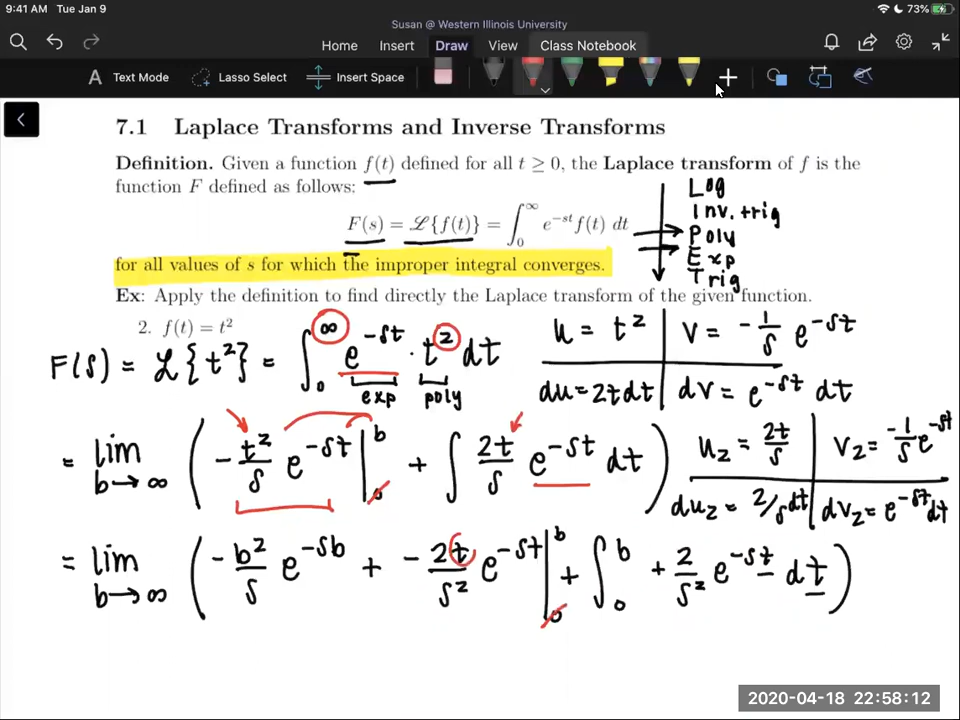 9:41 AM Tue Jan 9
73%
Susan @ Western Illinois University
Home Insert Draw View Class Notebook
A Text Mode Lasso Select Insert Space
7.1 Laplace Transforms and Inverse Transforms
Definition. Given a function f(t) defined for all t ≥ 0, the Laplace transform of f is the
function F defined as follows:
F(s) = ℒ{f(t)} = ∫₀^∞ e^{-st} f(t) dt
Log
Inv. trig
Poly
Exp
Trig
for all values of s for which the improper integral converges.
Ex: Apply the definition to find directly the Laplace transform of the given function.
2. f(t) = t²
F(s) = ℒ{t²} = ∫₀^∞ e^{-st} · t² dt
exp poly
u = t² v = -1/s e^{-st}
du = 2t dt dv = e^{-st} dt
= lim b→∞ ( - t²/s e^{-st} |₀^b + ∫ 2t/s e^{-st} dt )
u₂ = 2t/s v₂ = -1/s e^{-st}
du₂ = 2/s dt dv₂ = e^{-st} dt
= lim b→∞ ( - b²/s e^{-sb} + - 2t/s² e^{-st} |₀^b + ∫₀^b + 2/s² e^{-st} dt )
2020-04-18 22:58:12